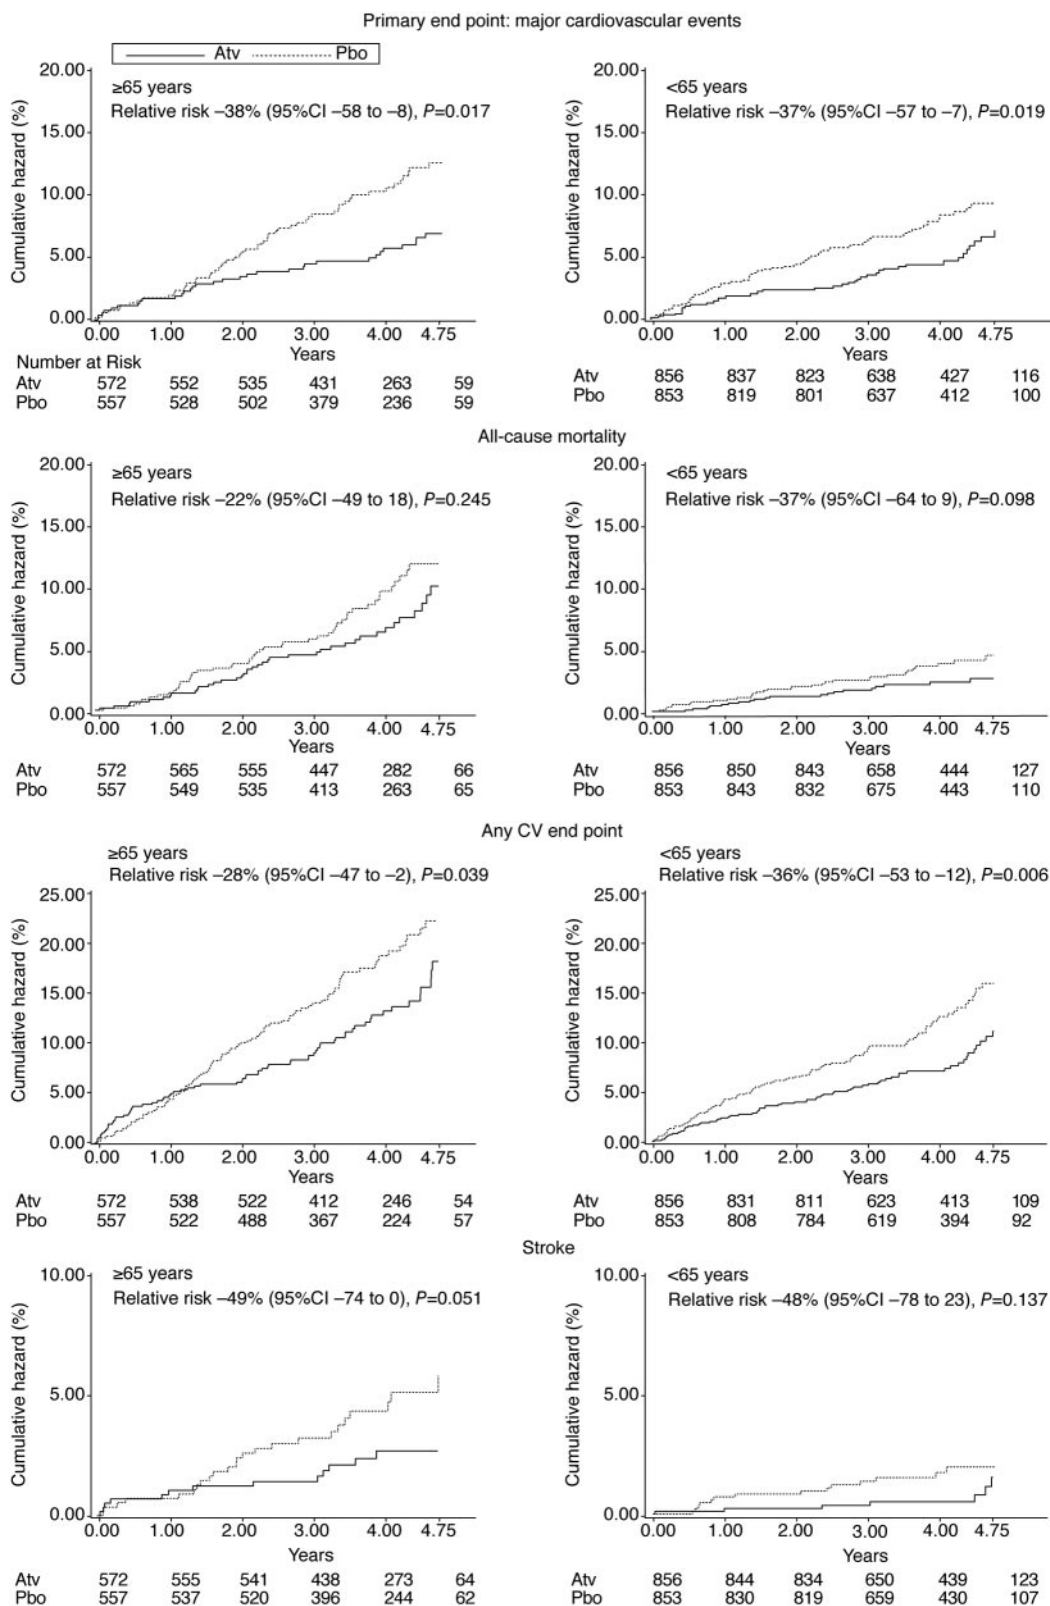 Primary end point: major cardiovascular events
Atv Pbo
≥65 years
Relative risk –38% (95%CI –58 to –8), P=0.017
Cumulative hazard (%)
20.00
15.00
10.00
5.00
0.00
0.00 1.00 2.00 3.00 4.00 4.75
Years
Number at Risk
Atv 572 552 535 431 263 59
Pbo 557 528 502 379 236 59
<65 years
Relative risk –37% (95%CI –57 to –7), P=0.019
Cumulative hazard (%)
20.00
15.00
10.00
5.00
0.00
0.00 1.00 2.00 3.00 4.00 4.75
Years
Atv 856 837 823 638 427 116
Pbo 853 819 801 637 412 100
All-cause mortality
≥65 years
Relative risk –22% (95%CI –49 to 18), P=0.245
Cumulative hazard (%)
20.00
15.00
10.00
5.00
0.00
0.00 1.00 2.00 3.00 4.00 4.75
Years
Atv 572 565 555 447 282 66
Pbo 557 549 535 413 263 65
<65 years
Relative risk –37% (95%CI –64 to 9), P=0.098
Cumulative hazard (%)
20.00
15.00
10.00
5.00
0.00
0.00 1.00 2.00 3.00 4.00 4.75
Years
Atv 856 850 843 658 444 127
Pbo 853 843 832 675 443 110
Any CV end point
≥65 years
Relative risk –28% (95%CI –47 to –2), P=0.039
Cumulative hazard (%)
25.00
20.00
15.00
10.00
5.00
0.00
0.00 1.00 2.00 3.00 4.00 4.75
Years
Atv 572 538 522 412 246 54
Pbo 557 522 488 367 224 57
<65 years
Relative risk –36% (95%CI –53 to –12), P=0.006
Cumulative hazard (%)
25.00
20.00
15.00
10.00
5.00
0.00
0.00 1.00 2.00 3.00 4.00 4.75
Years
Atv 856 831 811 623 413 109
Pbo 853 808 784 619 394 92
Stroke
≥65 years
Relative risk –49% (95%CI –74 to 0), P=0.051
Cumulative hazard (%)
10.00
5.00
0.00
0.00 1.00 2.00 3.00 4.00 4.75
Years
Atv 572 555 541 438 273 64
Pbo 557 537 520 396 244 62
<65 years
Relative risk –48% (95%CI –78 to 23), P=0.137
Cumulative hazard (%)
10.00
5.00
0.00
0.00 1.00 2.00 3.00 4.00 4.75
Years
Atv 856 844 834 650 439 123
Pbo 853 830 819 659 430 107